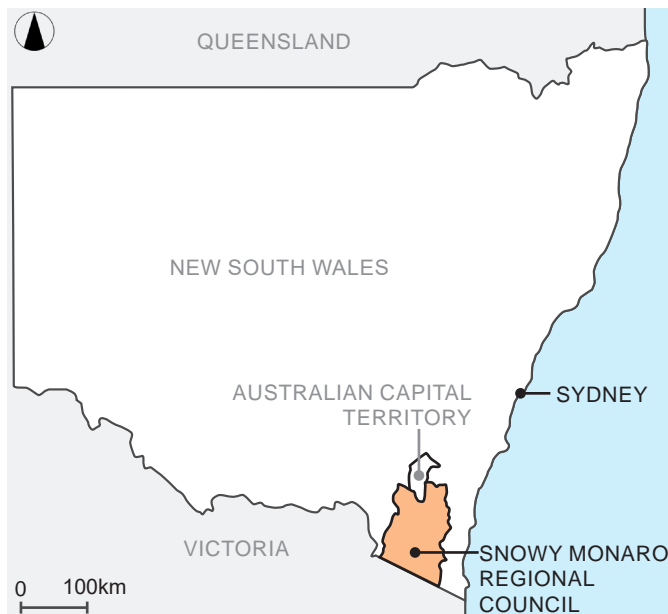 QUEENSLAND
NEW SOUTH WALES
AUSTRALIAN CAPITAL
TERRITORY
SYDNEY
VICTORIA
SNOWY MONARO
REGIONAL
COUNCIL
0 100km